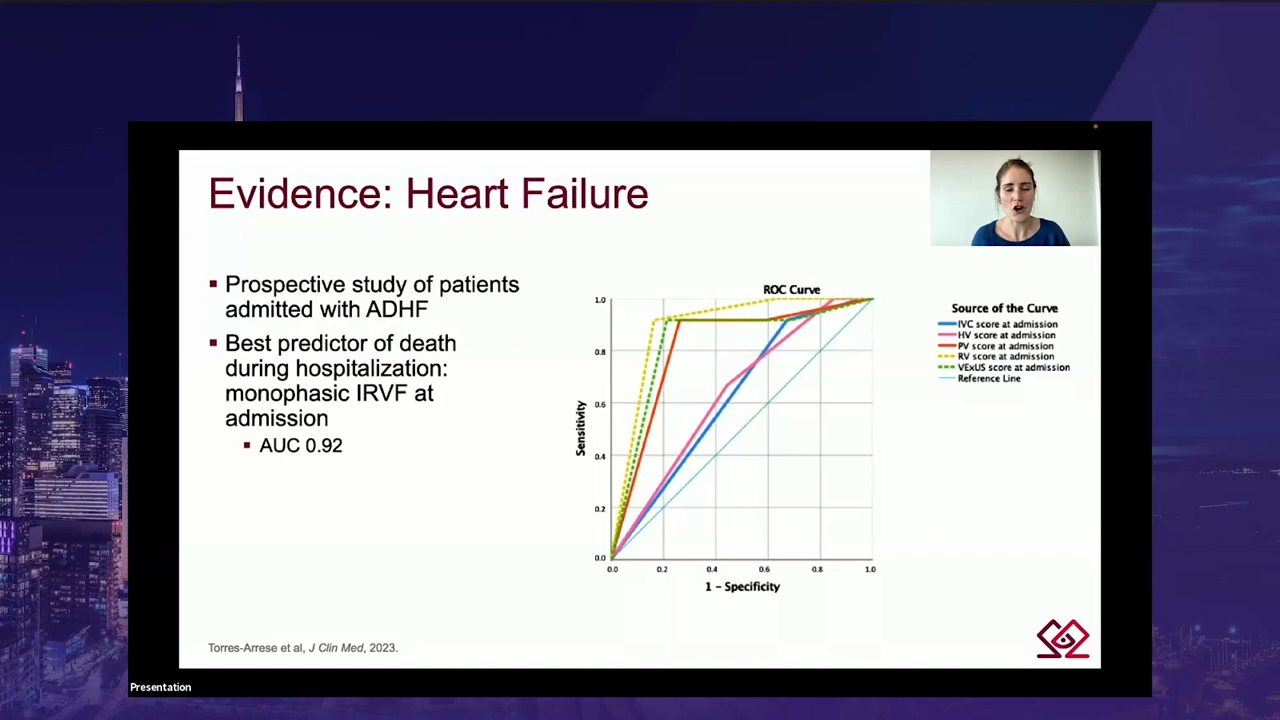 Evidence: Heart Failure
▪ Prospective study of patients
admitted with ADHF
▪ Best predictor of death
during hospitalization:
monophasic IRVF at
admission
▪ AUC 0.92
ROC Curve
1.0
0.8
0.6
0.4
0.2
0.0
Sensitivity
0.0 0.2 0.4 0.6 0.8 1.0
1 - Specificity
Source of the Curve
IVC score at admission
HV score at admission
PV score at admission
RV score at admission
VExUS score at admission
Reference Line
Torres-Arrese et al, J Clin Med, 2023.
Presentation